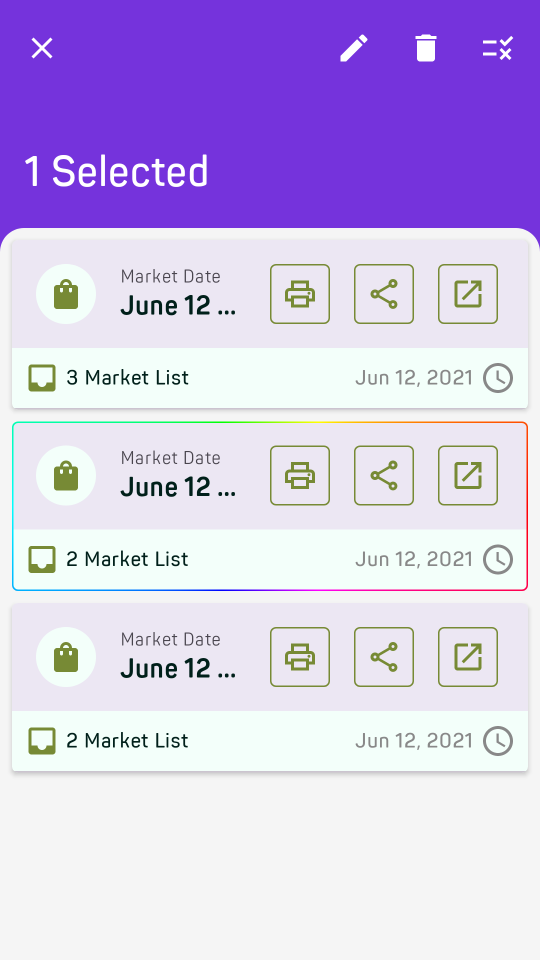 1 Selected
Market Date
June 12 ...
3 Market List
Jun 12, 2021
Market Date
June 12 ...
2 Market List
Jun 12, 2021
Market Date
June 12 ...
2 Market List
Jun 12, 2021